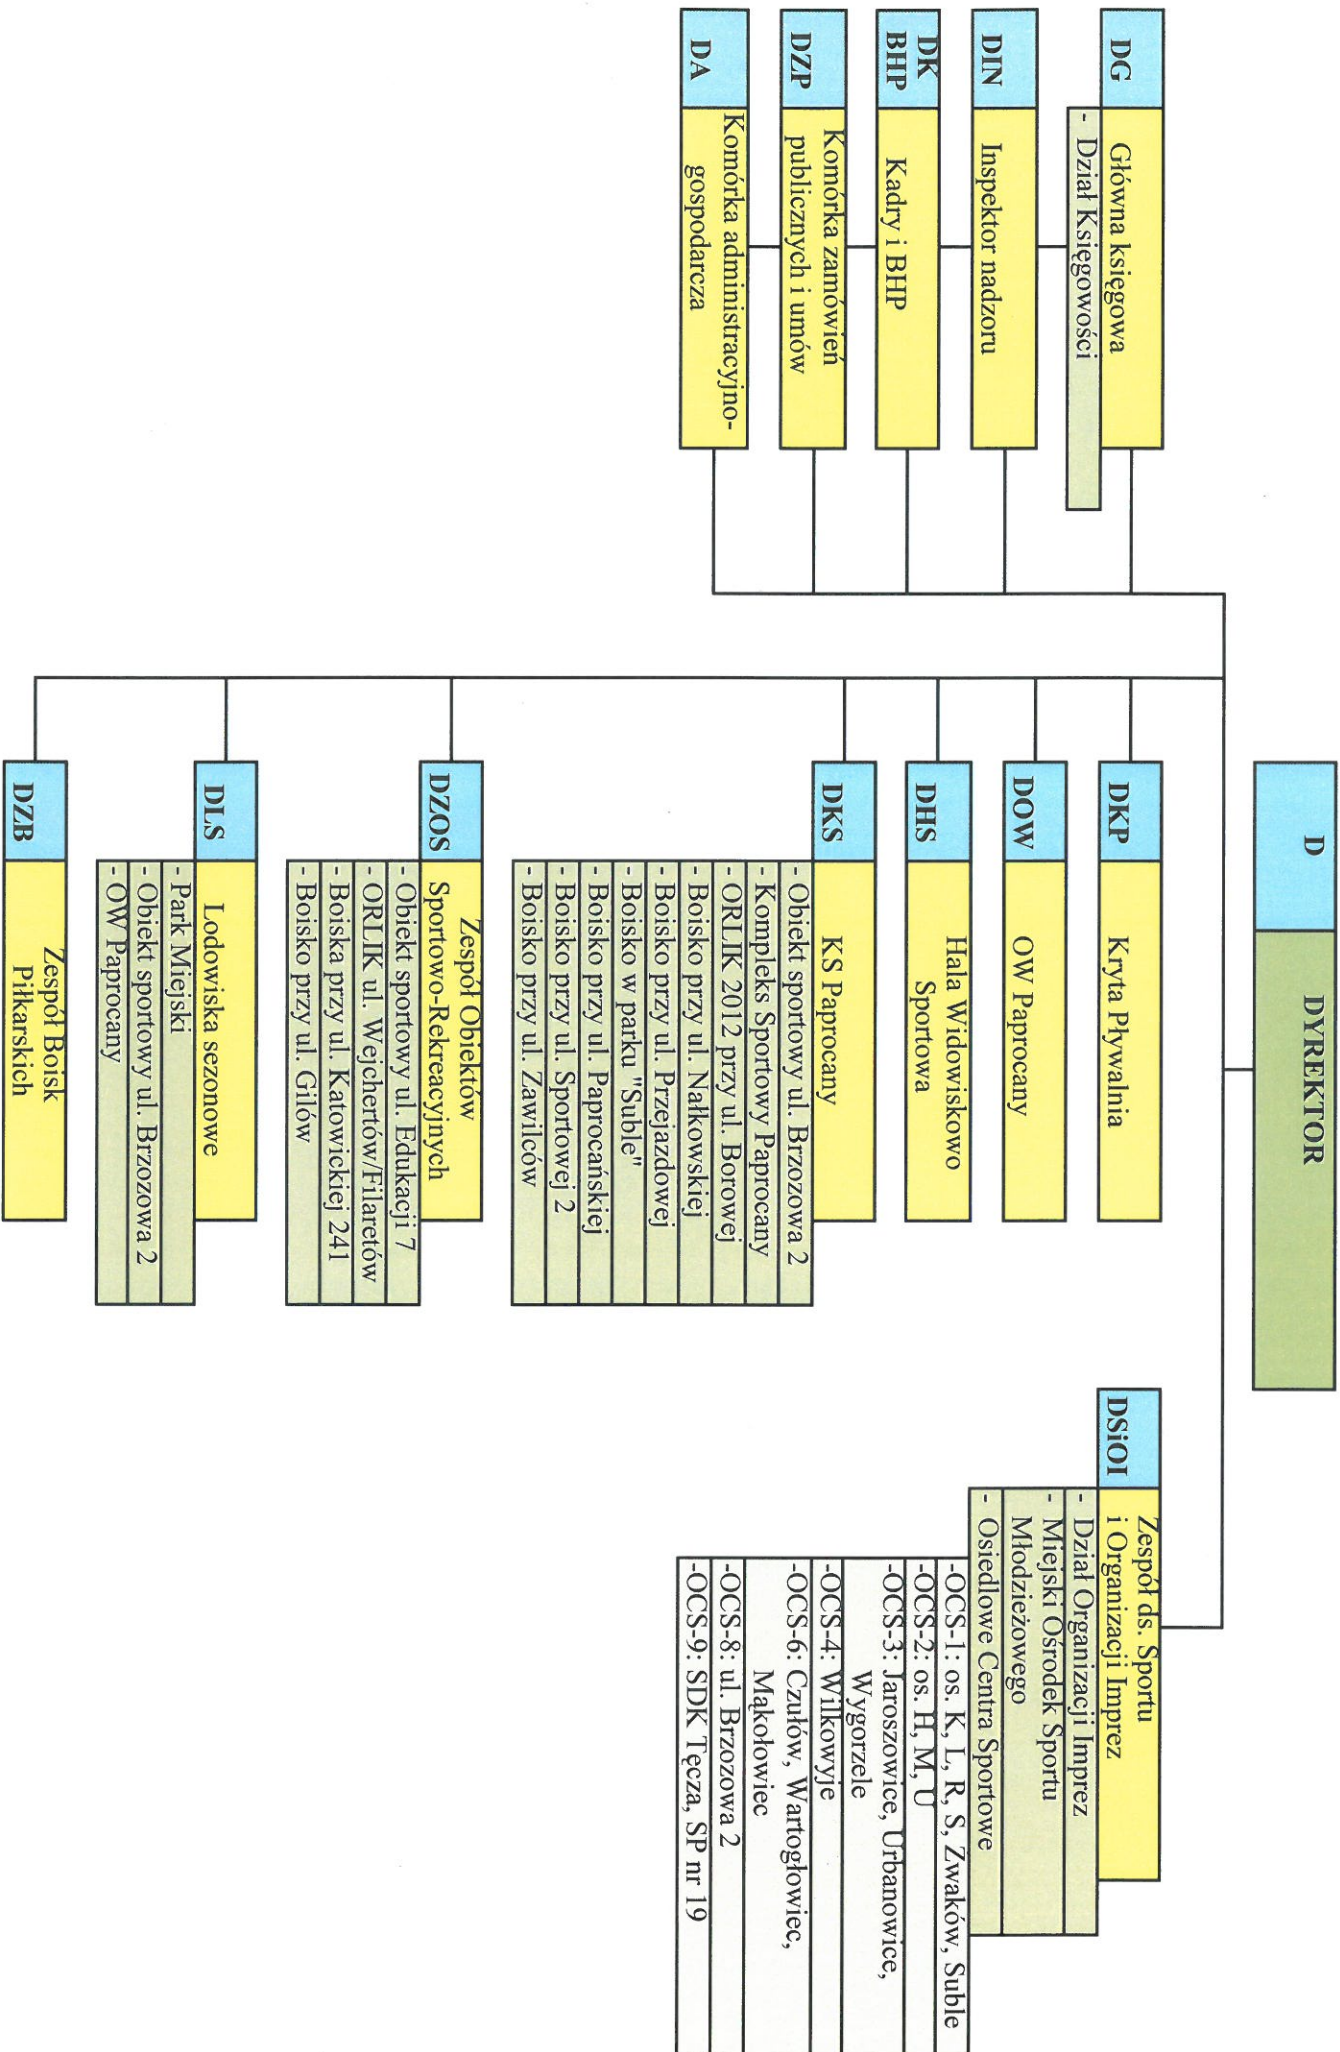 D
DYREKTOR
DG
Główna księgowa
- Dział Księgowości
DIN
Inspektor nadzoru
DK
BHP
Kadry i BHP
DZP
Komórka zamówień
publicznych i umów
DA
Komórka administracyjno-
gospodarcza
DKP
Kryta Pływalnia
DOW
OW Paprocany
DHS
Hala Widowiskowo
Sportowa
DKS
KS Paprocany
- Obiekt sportowy ul. Brzozowa 2
- Kompleks Sportowy Paprocany
- ORLIK 2012 przy ul. Borowej
- Boisko przy ul. Nałkowskiej
- Boisko przy ul. Przejazdowej
- Boisko w parku "Suble"
- Boisko przy ul. Paprocańskiej
- Boisko przy ul. Sportowej 2
- Boisko przy ul. Zawilców
DZOS
Zespół Obiektów
Sportowo-Rekreacyjnych
- Obiekt sportowy ul. Edukacji 7
- ORLIK ul. Wejchertów/Filaretów
- Boiska przy ul. Katowickiej 241
- Boisko przy ul. Gilów
DLS
Lodowiska sezonowe
- Park Miejski
- Obiekt sportowy ul. Brzozowa 2
- OW Paprocany
DZB
Zespół Boisk
Piłkarskich
DSiOI
Zespół ds. Sportu
i Organizacji Imprez
- Dział Organizacji Imprez
- Miejski Ośrodek Sportu
Młodzieżowego
- Osiedlowe Centra Sportowe
-OCS-1: os. K, L, R, S, Zwaków, Suble
-OCS-2: os. H, M, U
-OCS-3: Jaroszowice, Urbanowice,
Wygorzele
-OCS-4: Wilkowyje
-OCS-6: Czułów, Wartogłowiec,
Mąkołowiec
-OCS-8: ul. Brzozowa 2
-OCS-9: SDK Tęcza, SP nr 19